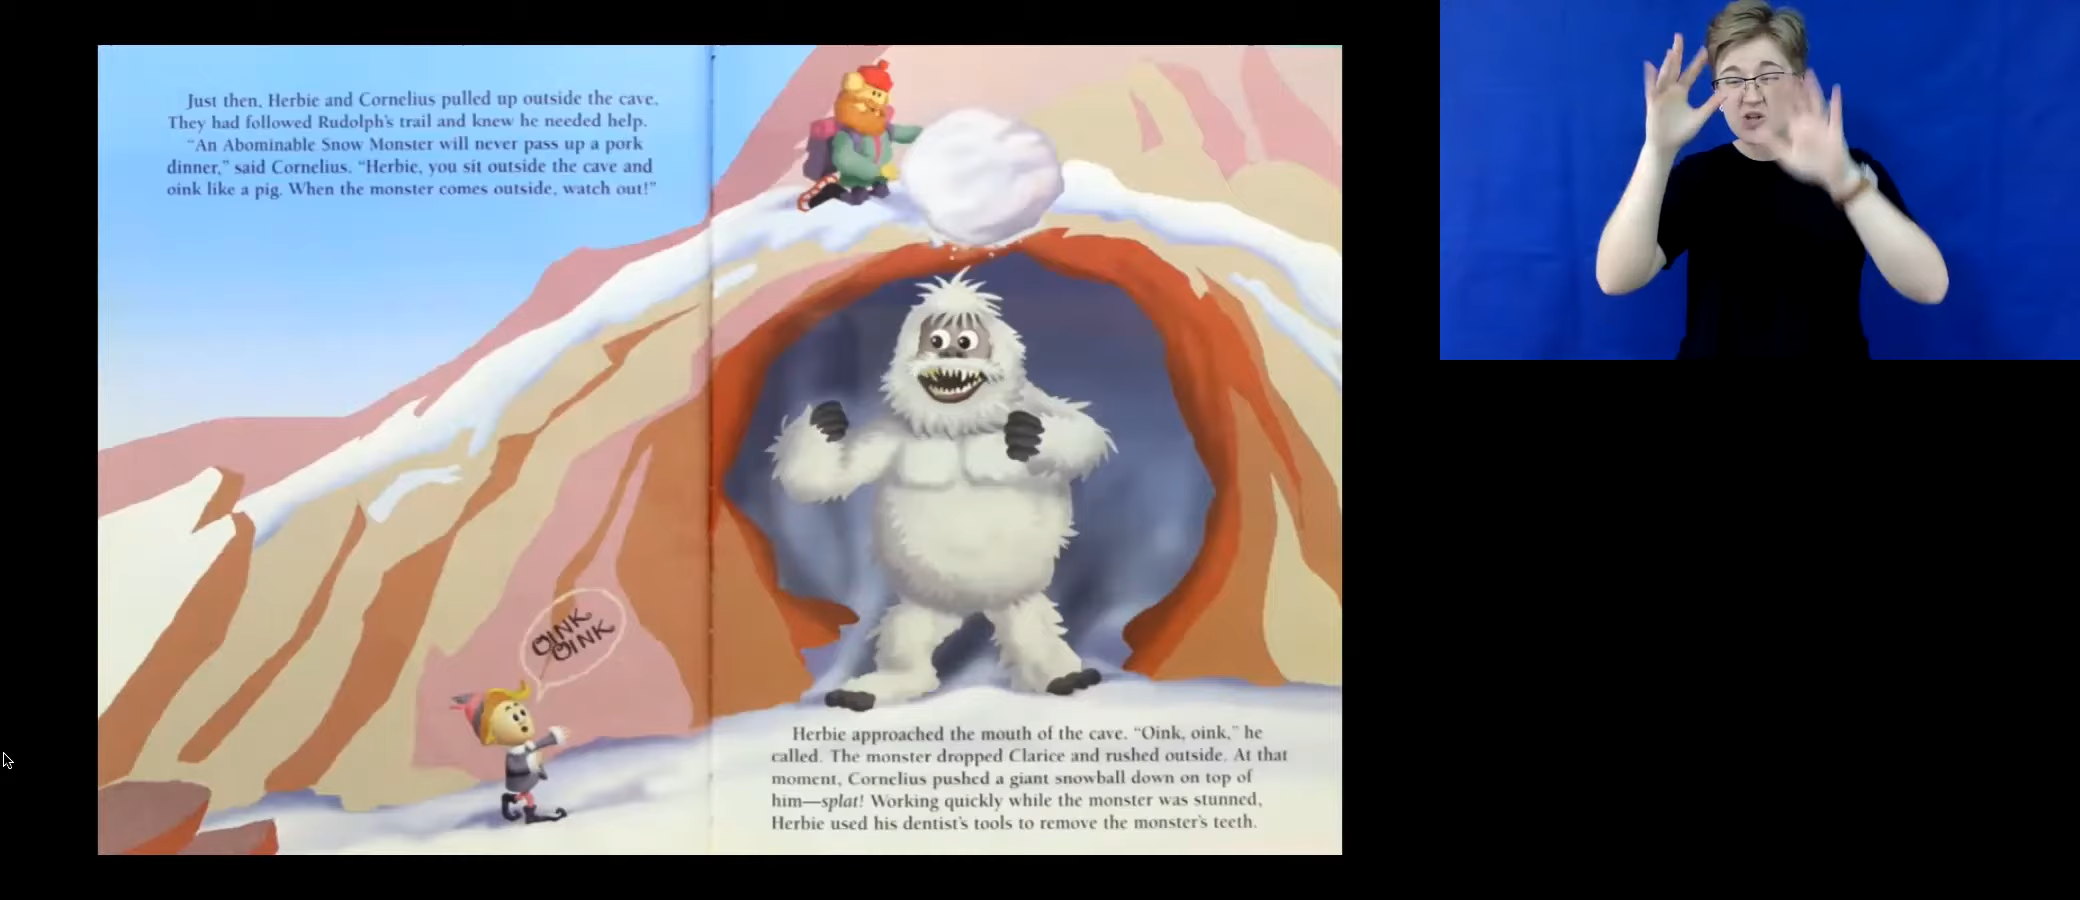 Just then, Herbie and Cornelius pulled up outside the cave.
They had followed Rudolph's trail and knew he needed help.
"An Abominable Snow Monster will never pass up a pork
dinner," said Cornelius. "Herbie, you sit outside the cave and
oink like a pig. When the monster comes outside, watch out!"
OINK
OINK
Herbie approached the mouth of the cave. "Oink, oink," he
called. The monster dropped Clarice and rushed outside. At that
moment, Cornelius pushed a giant snowball down on top of
him—splat! Working quickly while the monster was stunned,
Herbie used his dentist's tools to remove the monster's teeth.